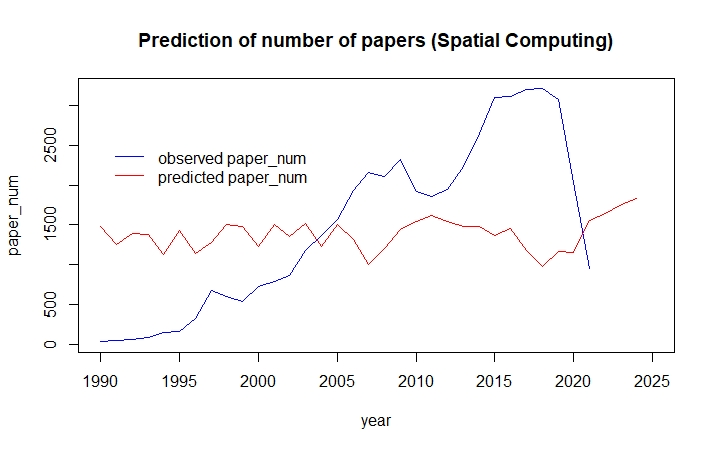 Prediction of number of papers (Spatial Computing)
paper_num
2500
1500
500
0
observed paper_num
predicted paper_num
1990 1995 2000 2005 2010 2015 2020 2025
year